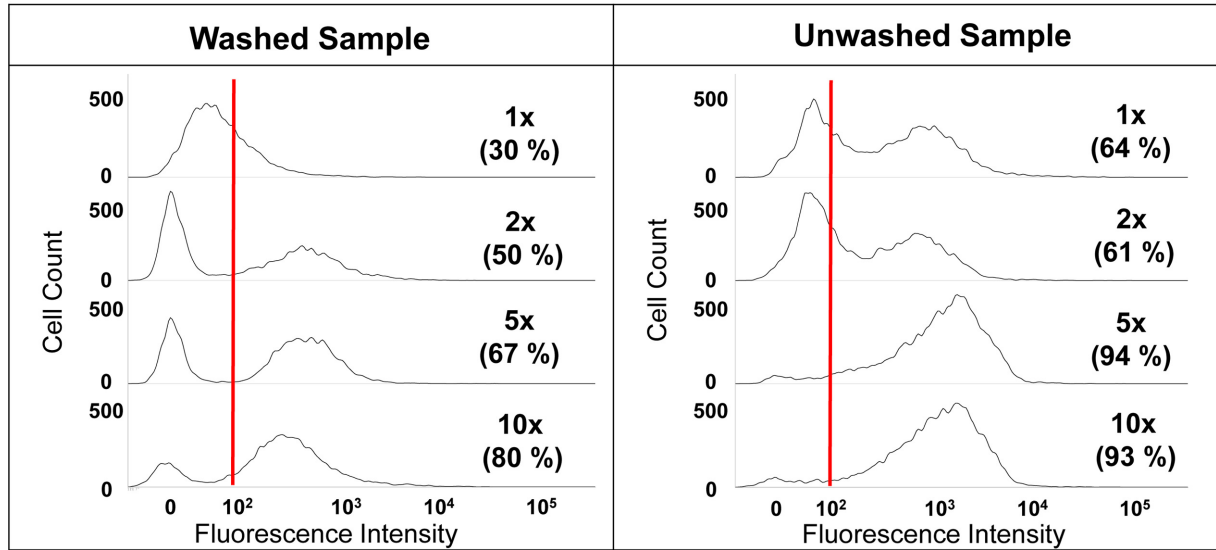 Washed Sample
Unwashed Sample
Cell Count
500
0
1x
(30 %)
500
0
2x
(50 %)
500
0
5x
(67 %)
500
0
10x
(80 %)
0 10² 10³ 10⁴ 10⁵
Fluorescence Intensity
Cell Count
500
0
1x
(64 %)
500
0
2x
(61 %)
500
0
5x
(94 %)
500
0
10x
(93 %)
0 10² 10³ 10⁴ 10⁵
Fluorescence Intensity